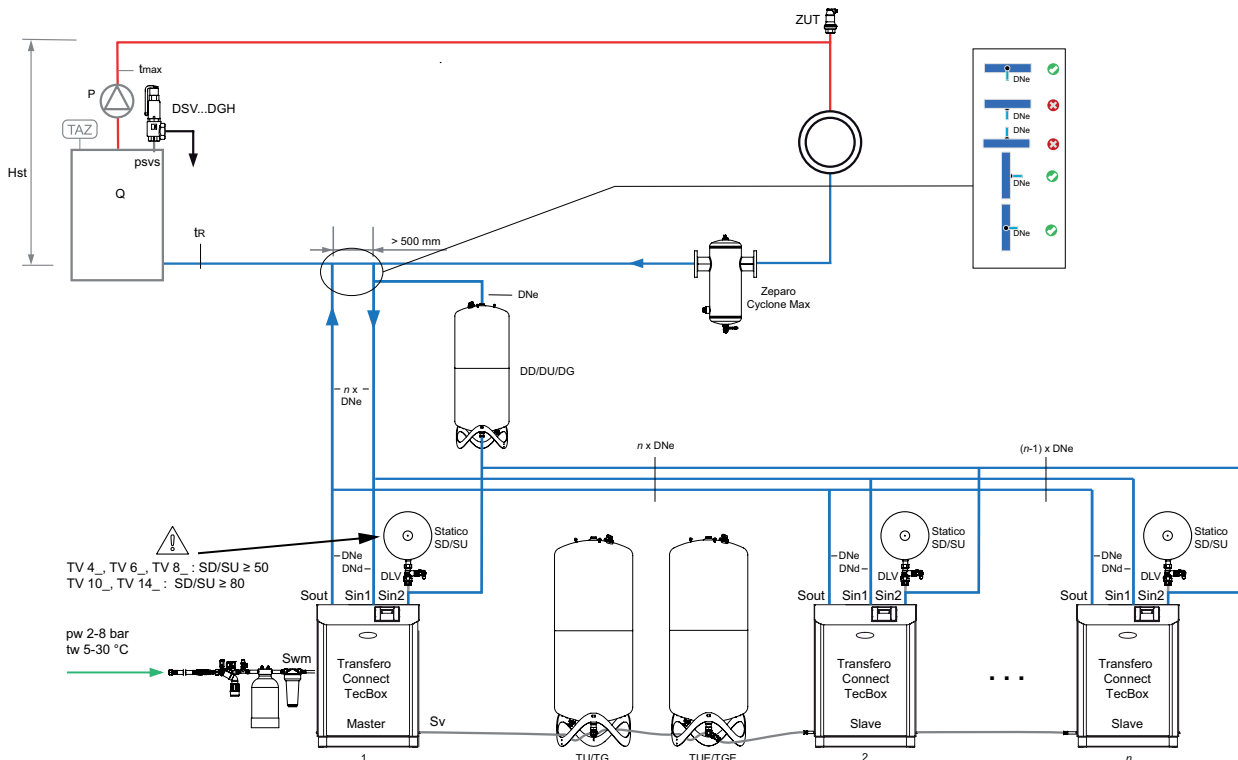 ZUT
tmax
P
DSV...DGH
TAZ
psvs
Hst
Q
DNe
DNe
DNe
DNe
DNe
tR
> 500 mm
Zeparo
Cyclone Max
DNe
DD/DU/DG
n x
DNe
n x DNe
(n-1) x DNe
Statico
SD/SU
Statico
SD/SU
Statico
SD/SU
TV 4_, TV 6_, TV 8_ : SD/SU ≥ 50
TV 10_, TV 14_ : SD/SU ≥ 80
DNe
DNd
DLV
DNe
DNd
DLV
DNe
DNd
DLV
Sout
Sin1
Sin2
Sout
Sin1
Sin2
Sout
Sin1
Sin2
pw 2-8 bar
tw 5-30 °C
Swm
Transfero
Connect
TecBox
Master
Sv
Transfero
Connect
TecBox
Slave
. . .
Transfero
Connect
TecBox
Slave
1
TU/TG
TUE/TGE
2
n